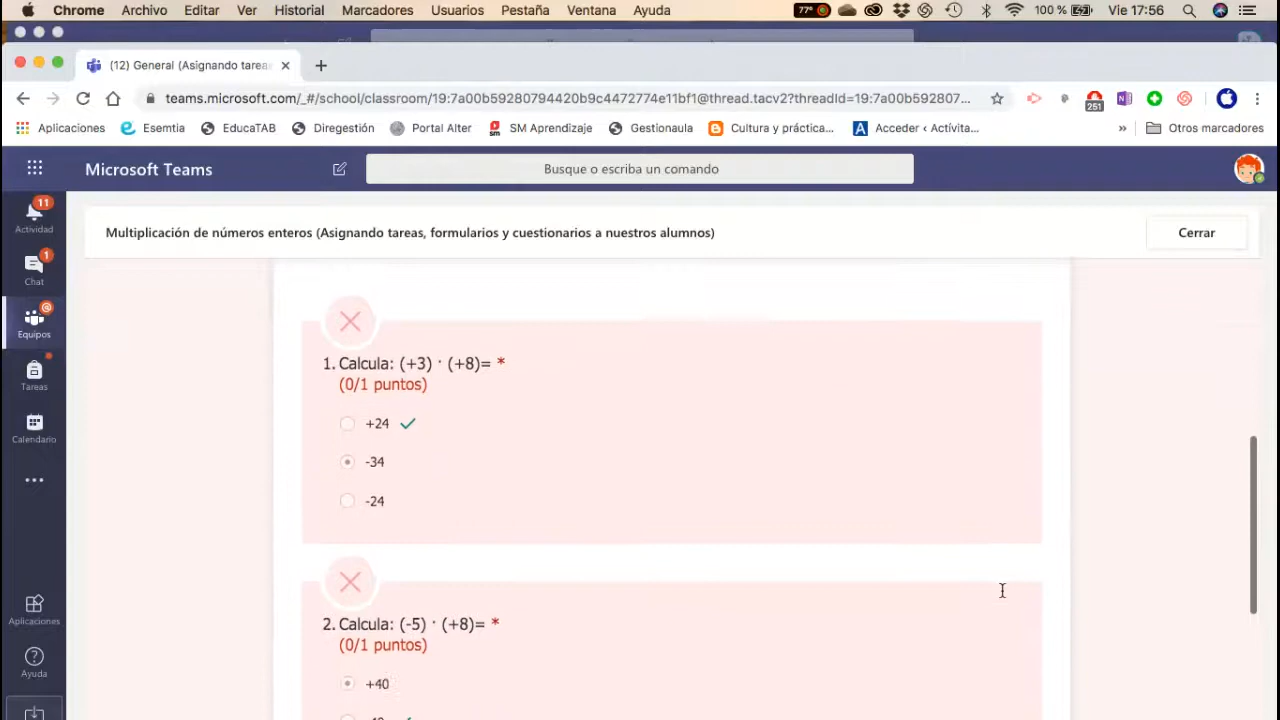 Chrome Archivo Editar Ver Historial Marcadores Usuarios Pestaña Ventana Ayuda 77° 100 % Vie 17:56
(12) General (Asignando tarea
teams.microsoft.com/_#/school/classroom/19:7a00b59280794420b9c4472774e11bf1@thread.tacv2?threadId=19:7a00b592807... 251
Aplicaciones Esemtia EducaTAB Diregestión Portal Alter SM Aprendizaje Gestionaula Cultura y práctica... Acceder ‹ Activita... » Otros marcadores
Microsoft Teams Busque o escriba un comando
11
Actividad
Multiplicación de números enteros (Asignando tareas, formularios y cuestionarios a nuestros alumnos) Cerrar
1
Chat
Equipos
Tareas
Calendario
1. Calcula: (+3) · (+8)= *
(0/1 puntos)
+24
-34
-24
2. Calcula: (-5) · (+8)= *
(0/1 puntos)
+40
Aplicaciones
Ayuda